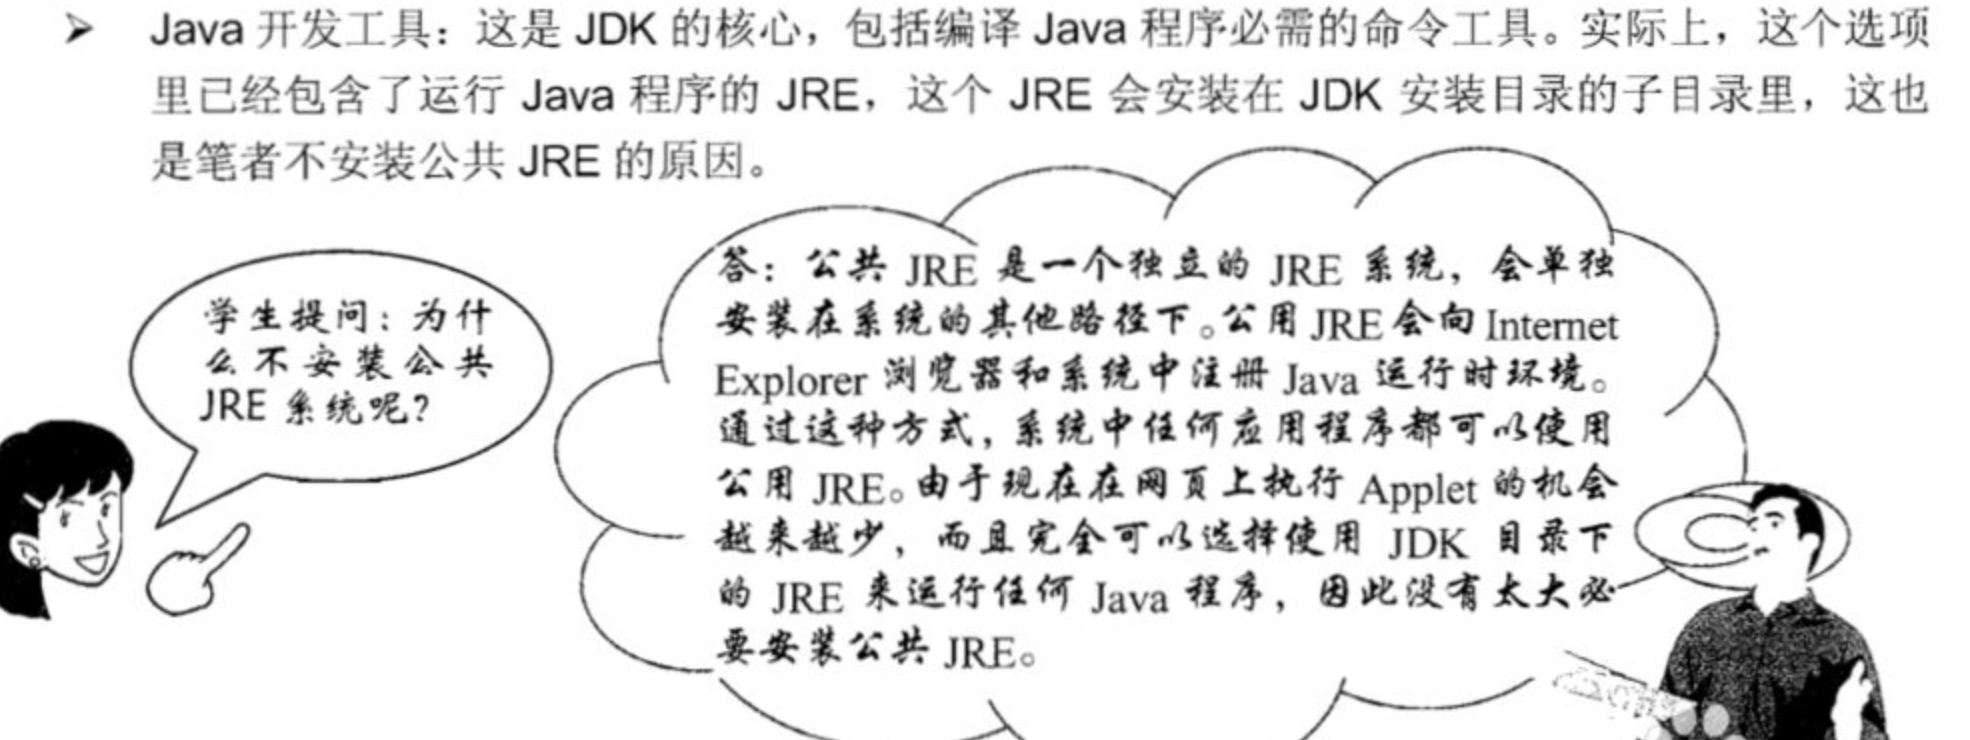 ➤ Java 开发工具：这是 JDK 的核心，包括编译 Java 程序必需的命令工具。实际上，这个选项
里已经包含了运行 Java 程序的 JRE，这个 JRE 会安装在 JDK 安装目录的子目录里，这也
是笔者不安装公共 JRE 的原因。
学生提问：为什
么不安装公共
JRE 系统呢？
答：公共 JRE 是一个独立的 JRE 系统，会单独
安装在系统的其他路径下。公用 JRE 会向 Internet
Explorer 浏览器和系统中注册 Java 运行时环境。
通过这种方式，系统中任何应用程序都可以使用
公用 JRE。由于现在在网页上执行 Applet 的机会
越来越少，而且完全可以选择使用 JDK 目录下
的 JRE 来运行任何 Java 程序，因此没有太大必
要安装公共 JRE。